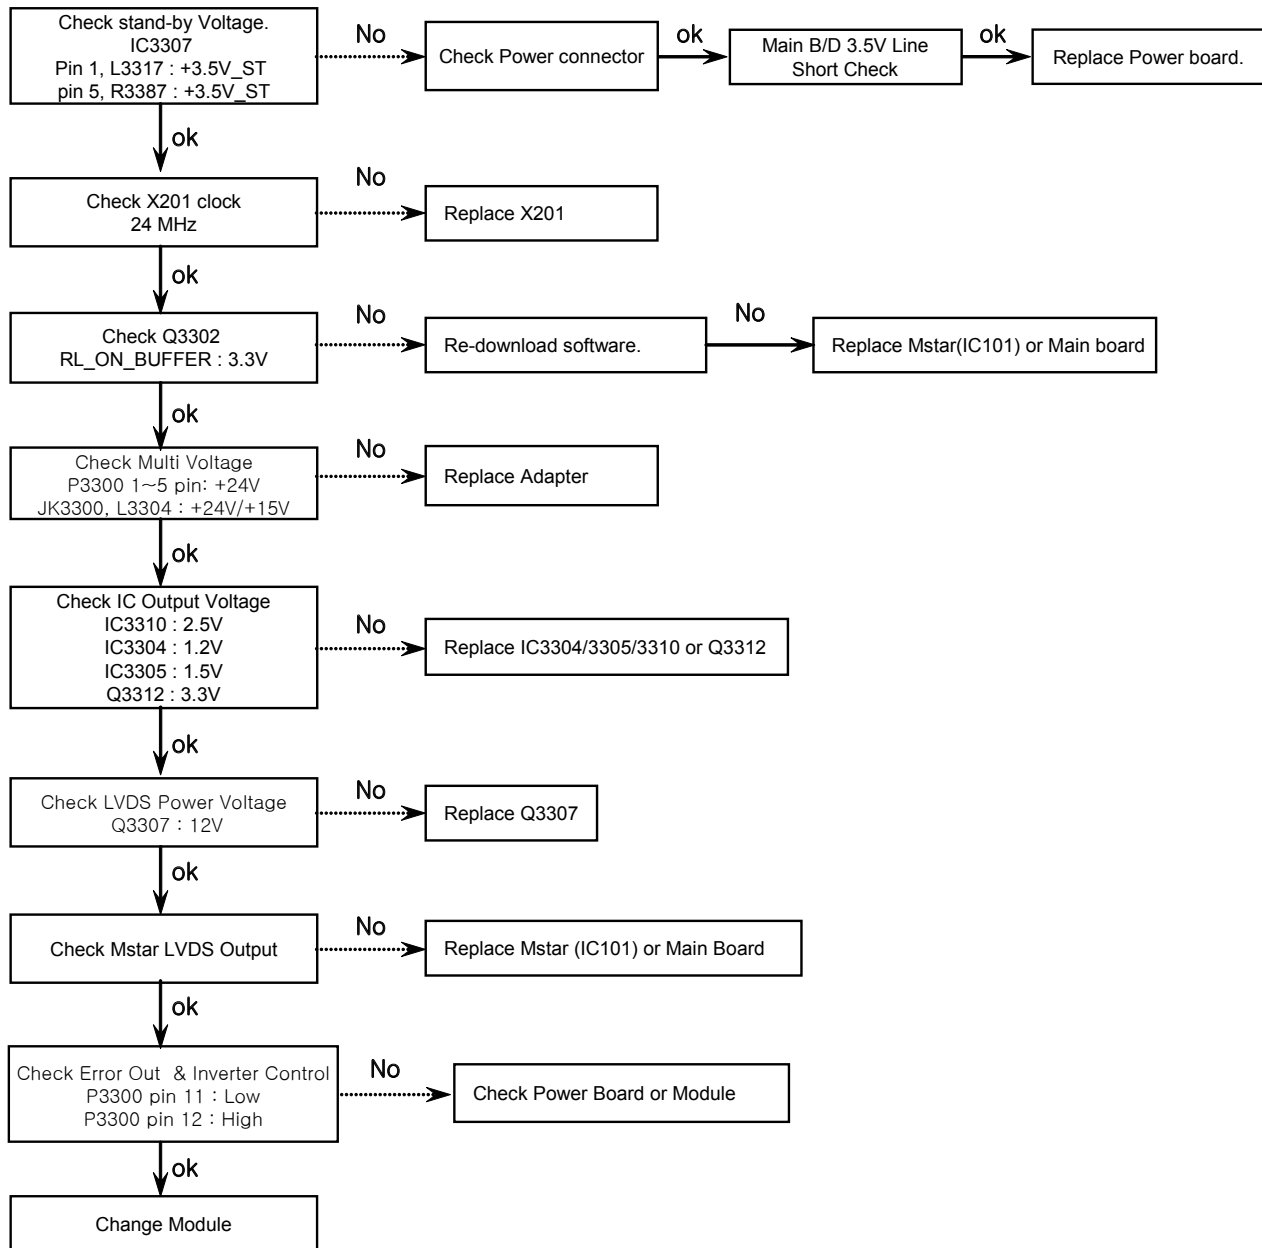 Check stand-by Voltage.
IC3307
Pin 1, L3317 : +3.5V_ST
pin 5, R3387 : +3.5V_ST
No
Check Power connector
ok
Main B/D 3.5V Line
Short Check
ok
Replace Power board.
ok
Check X201 clock
24 MHz
No
Replace X201
ok
Check Q3302
RL_ON_BUFFER : 3.3V
No
Re-download software.
No
Replace Mstar(IC101) or Main board
ok
Check Multi Voltage
P3300 1~5 pin: +24V
JK3300, L3304 : +24V/+15V
No
Replace Adapter
ok
Check IC Output Voltage
IC3310 : 2.5V
IC3304 : 1.2V
IC3305 : 1.5V
Q3312 : 3.3V
No
Replace IC3304/3305/3310 or Q3312
ok
Check LVDS Power Voltage
Q3307 : 12V
No
Replace Q3307
ok
Check Mstar LVDS Output
No
Replace Mstar (IC101) or Main Board
ok
Check Error Out & Inverter Control
P3300 pin 11 : Low
P3300 pin 12 : High
No
Check Power Board or Module
ok
Change Module